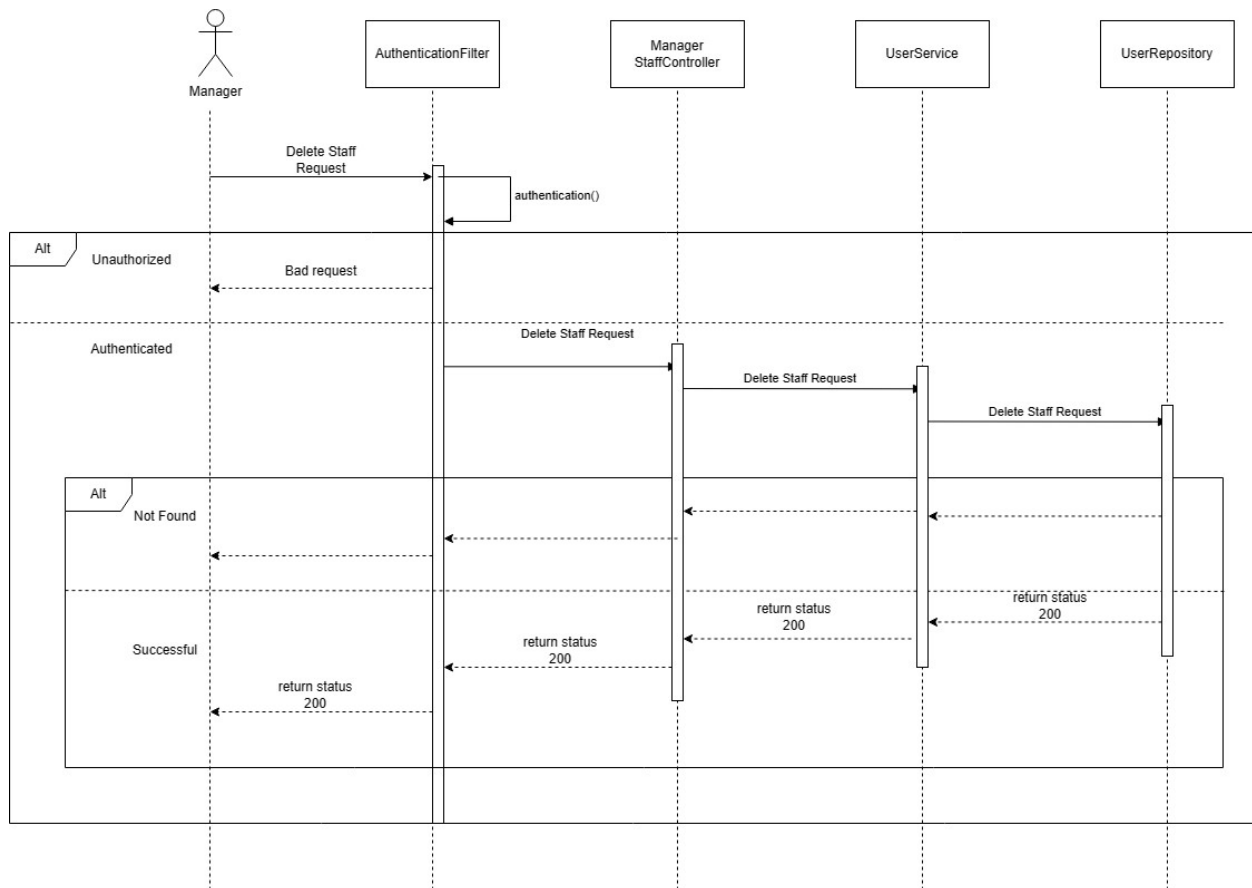 Manager
AuthenticationFilter
Manager
StaffController
UserService
UserRepository
Delete Staff
Request
authentication()
Alt
Unauthorized
Bad request
Authenticated
Delete Staff Request
Delete Staff Request
Delete Staff Request
Alt
Not Found
return status
200
return status
200
Successful
return status
200
return status
200